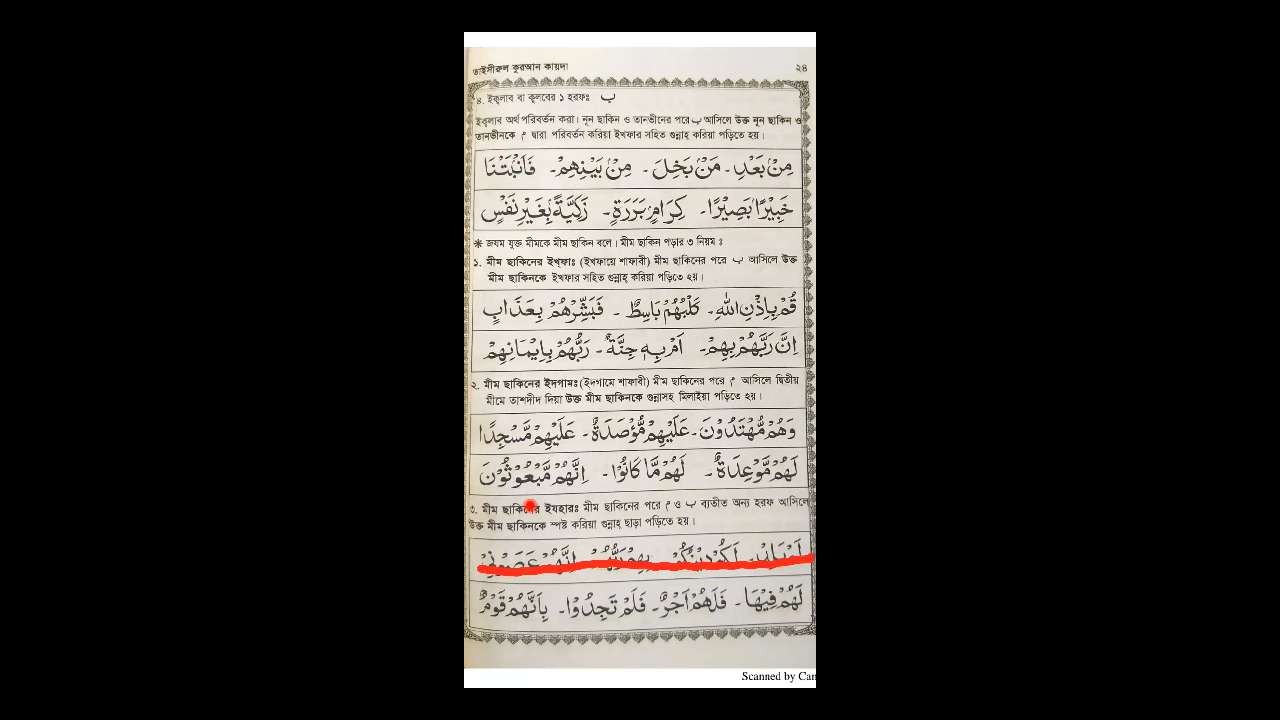 তাইসীরুল কুরআন কায়দা ২৪
৪. ইক্বলাব বা ক্বলবের ১ হরফঃ ب
ইক্বলাব অর্থ পরিবর্তন করা। নূন ছাকিন ও তানভীনের পরে ب আসিলে উক্ত নূন ছাকিন ও
তানভীনকে م দ্বারা পরিবর্তন করিয়া ইখফার সহিত গুন্নাহ্ করিয়া পড়িতে হয়।
مِنْۢ بَعْدِ۔ مَنْۢ بَخِلَ۔ مِنْۢ بَيْنِهِمْ۔ فَاَنْۢبَتْنَا
خَبِيْرًاۢ بَصِيْرًا۔ كِرَامٍۢ بَرَرَةٍ۔ زَكِيَّةًۢ بِغَيْرِ نَفْسٍ
* জযম যুক্ত মীমকে মীম ছাকিন বলে। মীম ছাকিন পড়ার ৩ নিয়ম ঃ
১. মীম ছাকিনের ইখ্ফাঃ (ইখফায়ে শাফাবী) মীম ছাকিনের পরে ب আসিলে উক্ত
মীম ছাকিনকে ইখফার সহিত গুন্নাহ্ করিয়া পড়িতে হয়।
قُمْ بِاِذْنِ اللّٰهِ۔ كَلْبُهُمْ بَاسِطٌ۔ فَبَشِّرْهُمْ بِعَذَابٍ
اِنَّ رَبَّهُمْ بِهِمْ۔ اَمْ بِهٖ جِنَّةٌ۔ رَبُّهُمْ بِاِيْمَانِهِمْ
২. মীম ছাকিনের ইদগামঃ (ইদগামে শাফাবী) মীম ছাকিনের পরে م আসিলে দ্বিতীয়
মীমে তাশদীদ দিয়া উক্ত মীম ছাকিনকে গুন্নাসহ মিলাইয়া পড়িতে হয়।
وَهُمْ مُّهْتَدُوْنَ۔ عَلَيْهِمْ مُّؤْصَدَةٌ۔ عَلَيْهِمْ مَّسْجِدًا
لَهُمْ مَّوْعِدَةٌ۔ لَهُمْ مَّا كَانُوْا۔ اِنَّهُمْ مَّبْعُوْثُوْنَ
৩. মীম ছাকিনের ইযহারঃ মীম ছাকিনের পরে م ও ب ব্যতীত অন্য হরফ আসিলে
উক্ত মীম ছাকিনকে স্পষ্ট করিয়া গুন্নাহ্ ছাড়া পড়িতে হয়।
لَكُمْ دِيْنُكُمْ اِنَّهُمْ عَصَوْنِيْ
لَهُمْ فِيْهَا۔ فَلَهُمْ اَجْرٌ۔ فَلَمْ تَجِدُوْا۔ بِاَنَّهُمْ قَوْمٌ
Scanned by